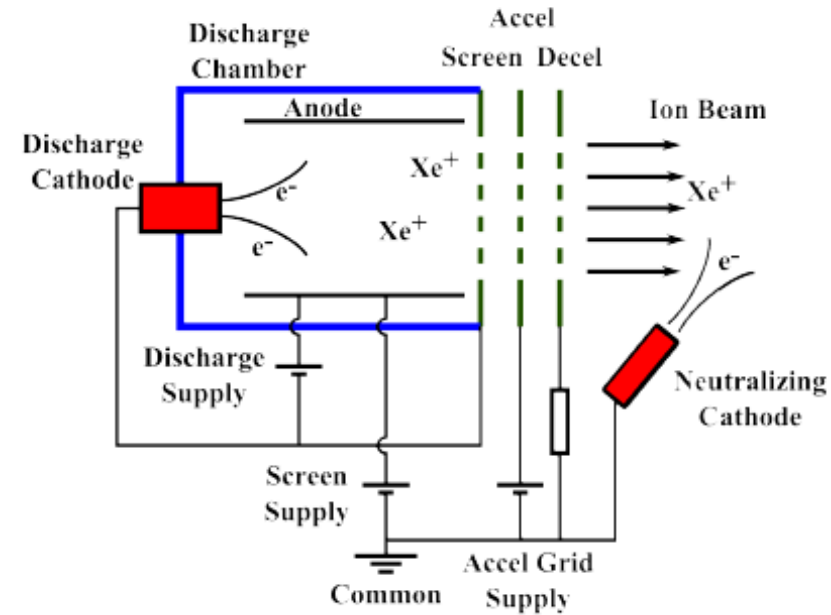 Discharge
Chamber
Accel
Screen Decel
Anode
Ion Beam
Discharge
Cathode
Xe+
Xe+
e-
Xe+
e-
e-
Discharge
Supply
Neutralizing
Cathode
Screen
Supply
Common
Accel Grid
Supply